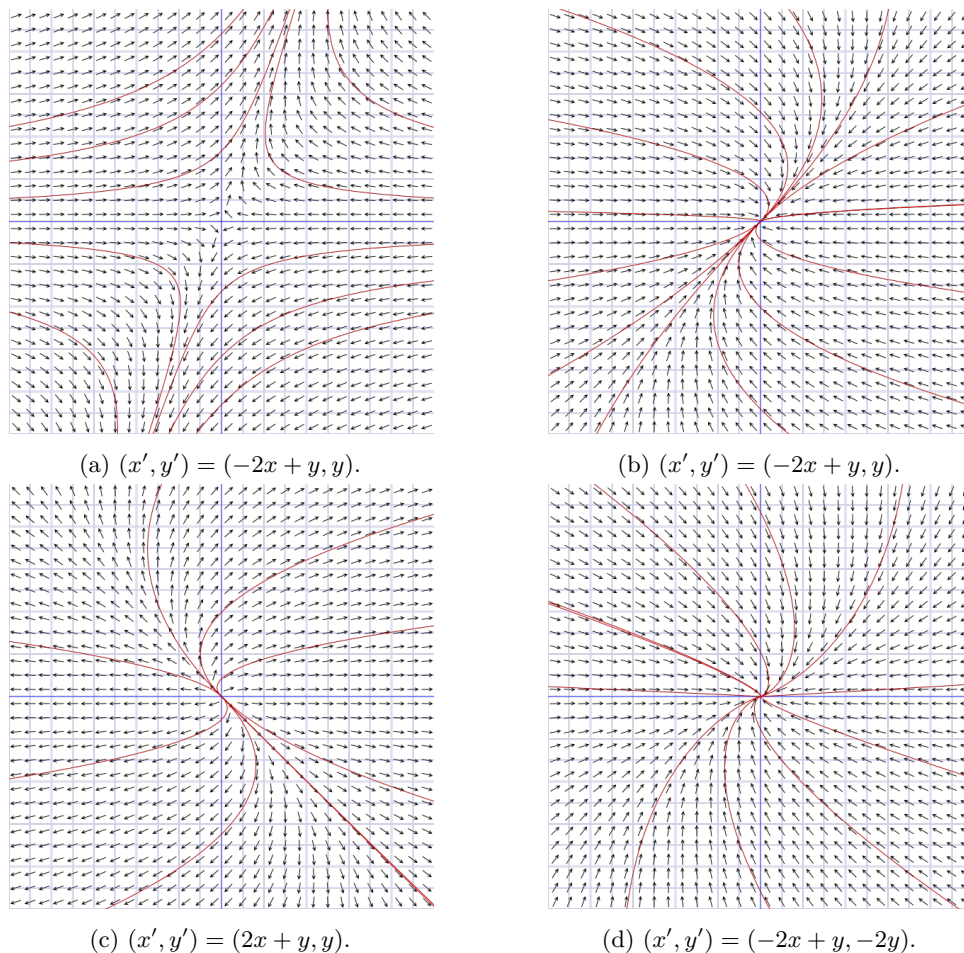 (a) (x′, y′) = (−2x + y, y).
(b) (x′, y′) = (−2x + y, y).
(c) (x′, y′) = (2x + y, y).
(d) (x′, y′) = (−2x + y, −2y).